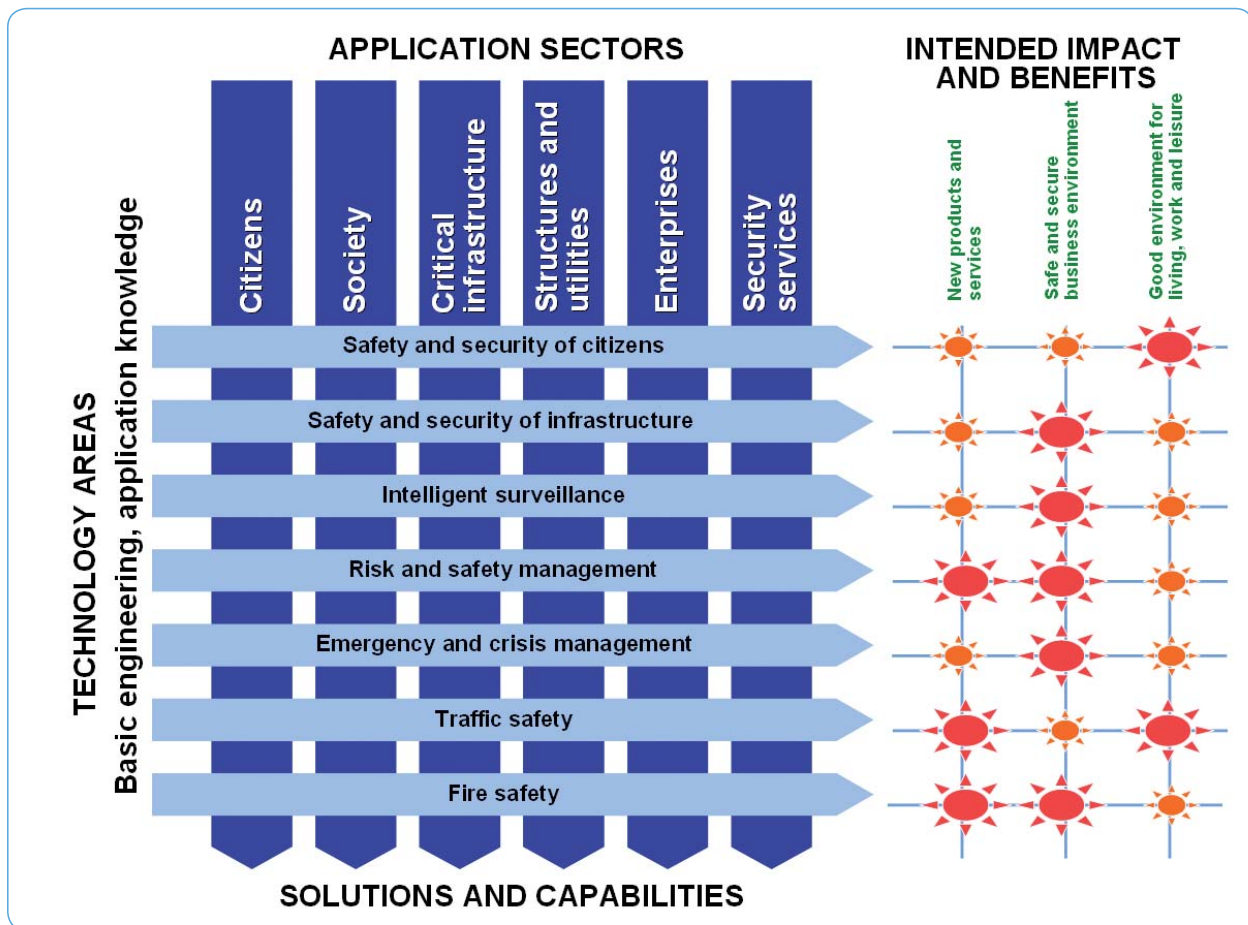 APPLICATION SECTORS
INTENDED IMPACT
AND BENEFITS
Citizens
Society
Critical
infrastructure
Structures and
utilities
Enterprises
Security
services
New products and
services
Safe and secure
business environment
Good environment for
living, work and leisure
TECHNOLOGY AREAS
Basic engineering, application knowledge
Safety and security of citizens
Safety and security of infrastructure
Intelligent surveillance
Risk and safety management
Emergency and crisis management
Traffic safety
Fire safety
SOLUTIONS AND CAPABILITIES